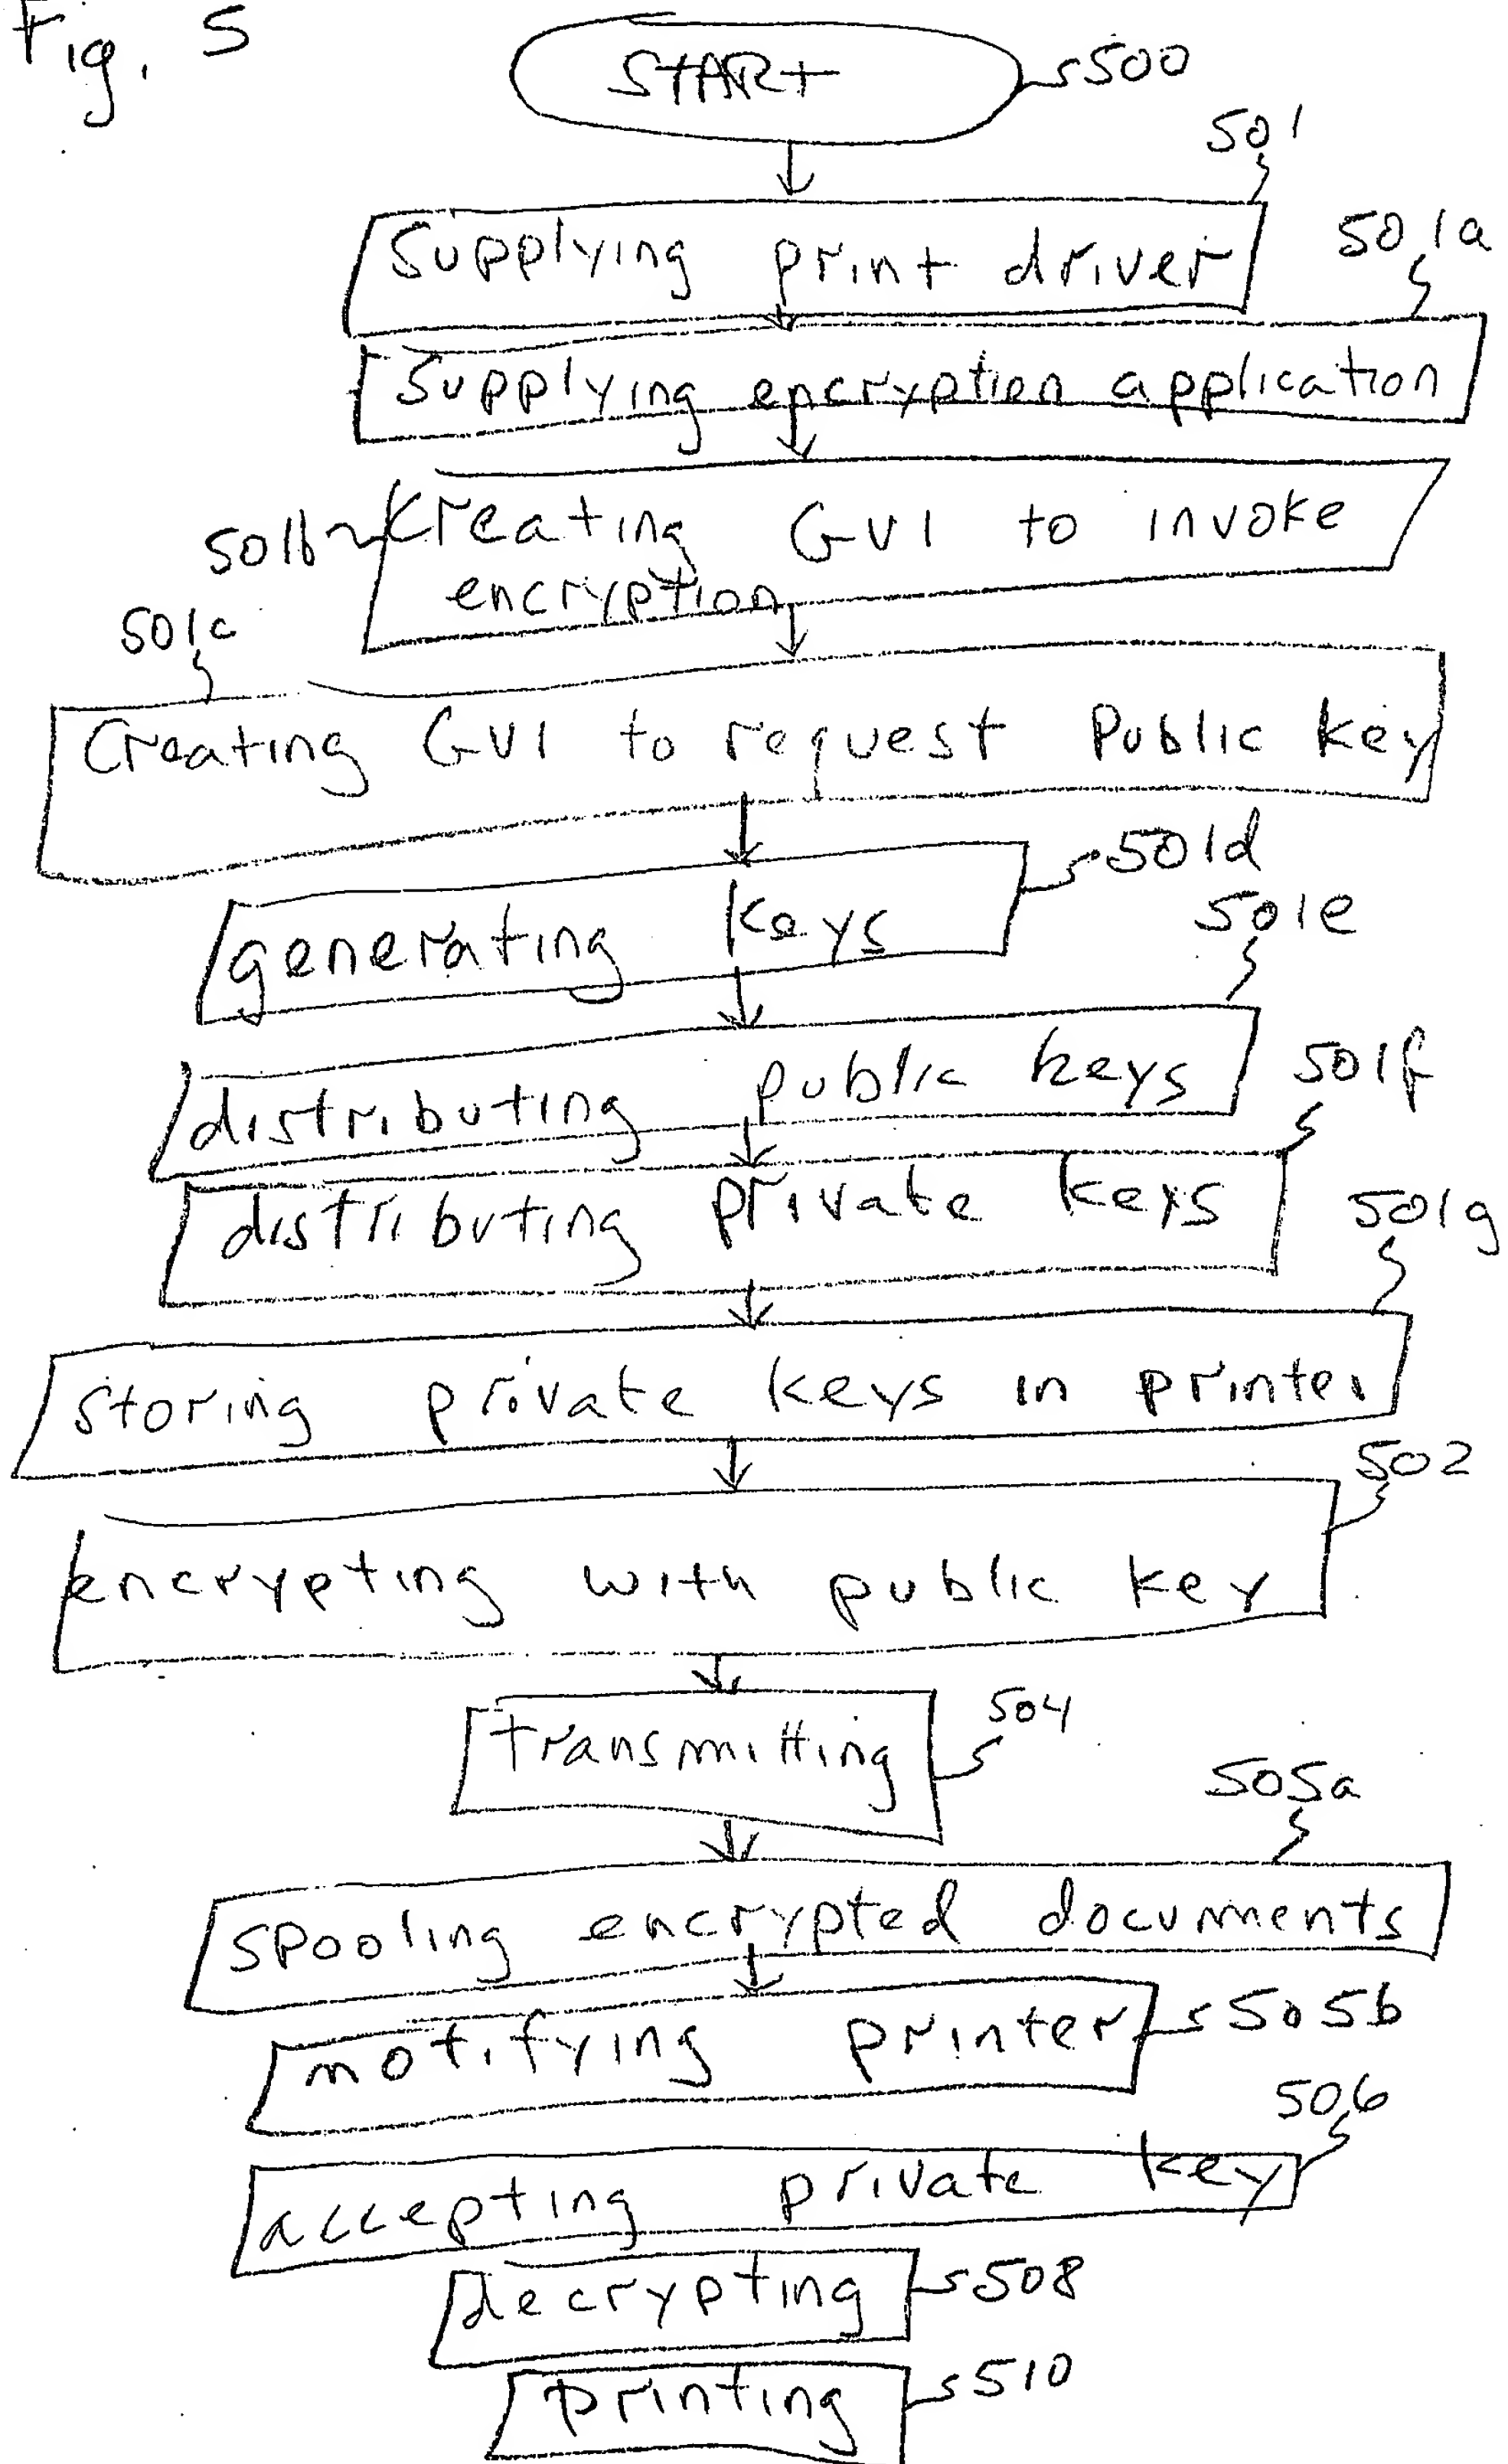 Fig. 5
START
500
501
Supplying print driver
501a
Supplying encryption application
501b
Creating GUI to invoke
encryption
501c
Creating GUI to request Public key
501d
generating keys
501e
distributing public keys
501f
distributing private keys
501g
storing private keys in printer
502
encrypting with public key
transmitting
504
505a
spooling encrypted documents
notifying printer
505b
506
accepting private key
decrypting
508
printing
510